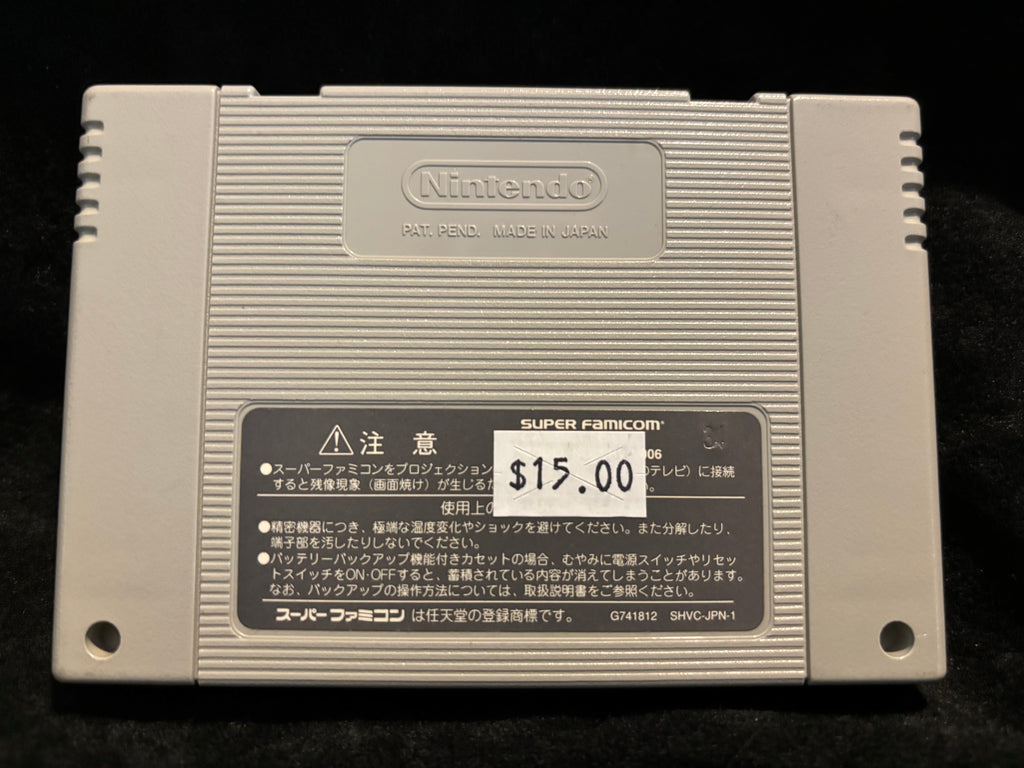 Nintendo®
PAT. PEND. MADE IN JAPAN
SUPER FAMICOM®
注 意
006
●スーパーファミコンをプロジェクション
のテレビ）に接続
すると残像現象（画面焼け）が生じる
い。
$15.00
使用上の
●精密機器につき、極端な温度変化やショックを避けてください。また分解したり、
端子部を汚したりしないでください。
●バッテリーバックアップ機能付きカセットの場合、むやみに電源スイッチやリセッ
トスイッチをON・OFFすると、蓄積されている内容が消えてしまうことがあります。
なお、バックアップの操作方法については、取扱説明書をご参照ください。
スーパーファミコン は任天堂の登録商標です。 G741812 SHVC-JPN-1